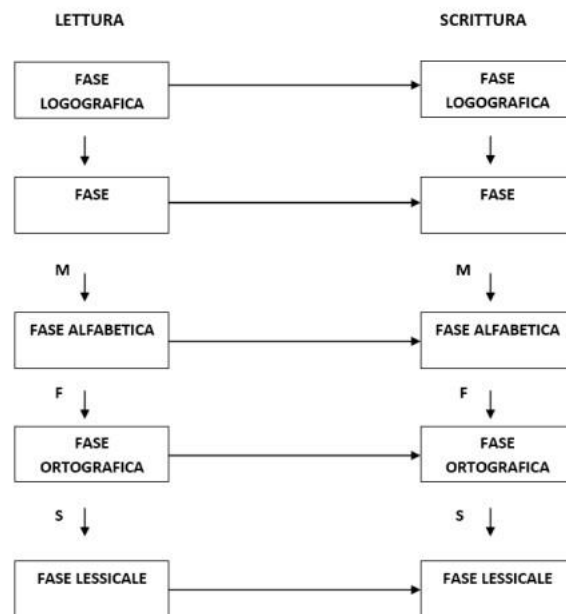 LETTURA
SCRITTURA
FASE
LOGOGRAFICA
FASE
LOGOGRAFICA
FASE
FASE
M
M
FASE ALFABETICA
FASE ALFABETICA
F
F
FASE
ORTOGRAFICA
FASE
ORTOGRAFICA
S
S
FASE LESSICALE
FASE LESSICALE